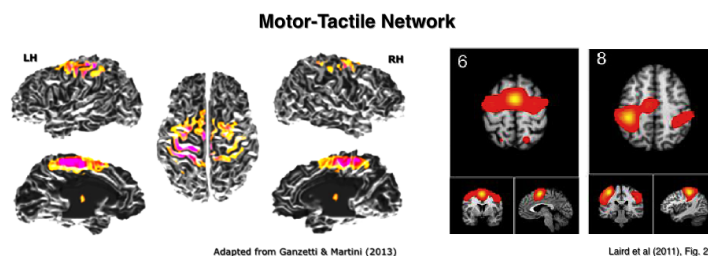 Motor-Tactile Network
LH
RH
6
8
Adapted from Ganzetti & Martini (2013)
Laird et al (2011), Fig. 2